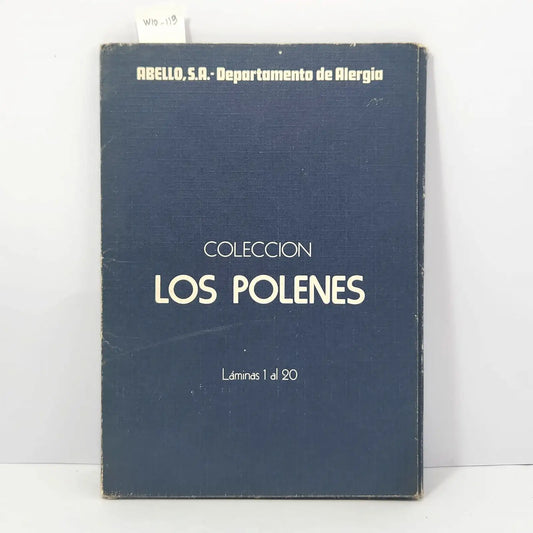 W10-119
ABELLO, S.A.- Departamento de Alergia
COLECCION
LOS POLENES
Láminas 1 al 20